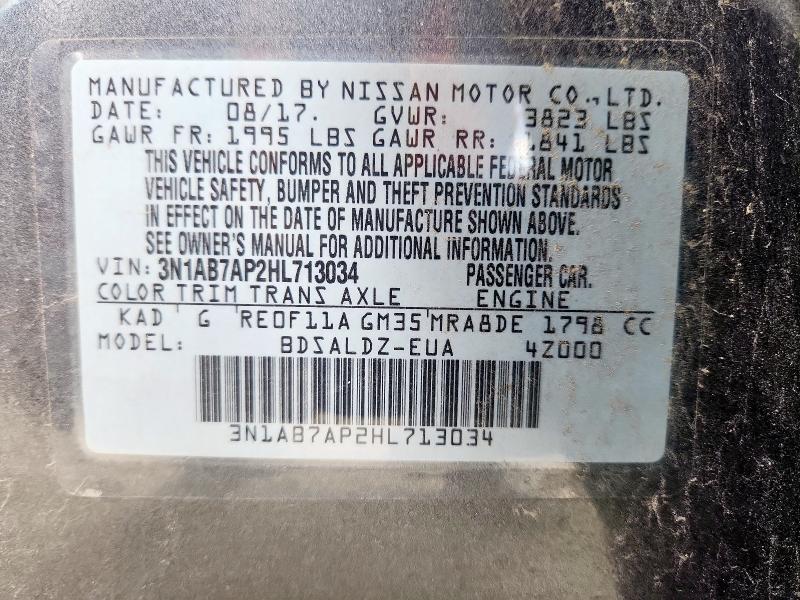 MANUFACTURED BY NISSAN MOTOR CO., LTD.
DATE: 08/17. GVWR: 3823 LBS
GAWR FR: 1995 LBS GAWR RR: 1841 LBS
THIS VEHICLE CONFORMS TO ALL APPLICABLE FEDERAL MOTOR
VEHICLE SAFETY, BUMPER AND THEFT PREVENTION STANDARDS
IN EFFECT ON THE DATE OF MANUFACTURE SHOWN ABOVE.
SEE OWNER'S MANUAL FOR ADDITIONAL INFORMATION.
VIN: 3N1AB7AP2HL713034 PASSENGER CAR.
COLOR TRIM TRANS AXLE ENGINE
KAD G RE0F11A GM35 MRA8DE 1798 CC
MODEL: BDSALDZ-EUA 4Z000
3N1AB7AP2HL713034